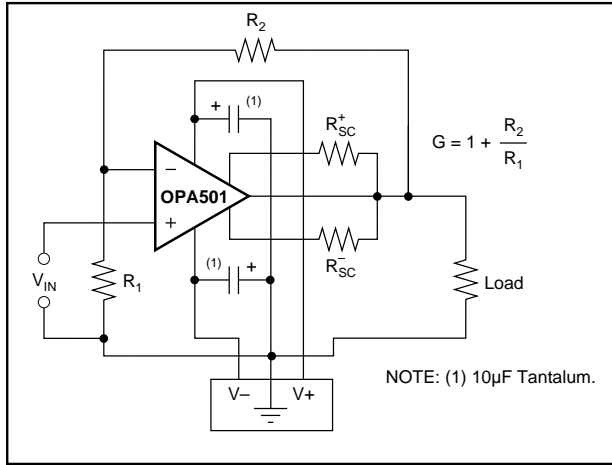 R2
+ (1)
R+SC
G = 1 + R2
R1
−
OPA501
+
(1) +
R−SC
VIN
R1
Load
NOTE: (1) 10µF Tantalum.
V– V+